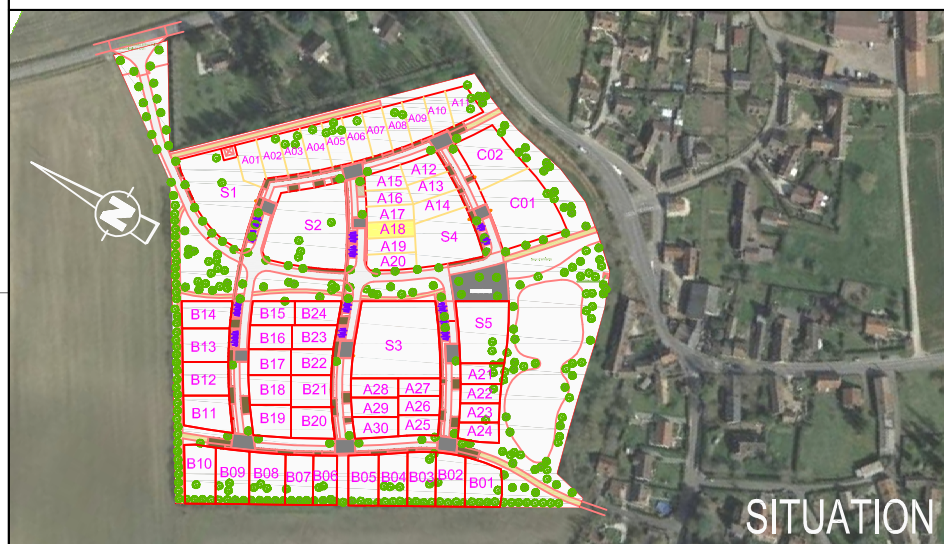 A11
A10
A09
A08
A07
A06
A05
A04
A03
A02
A01
C02
A12
A15
A13
S1
A16
A14
C01
A17
S2
A18
S4
A19
A20
N
B14
B15
B24
S5
B16
B23
B13
S3
B17
B22
A21
B12
B18
B21
A28
A27
A22
B11
A29
A26
A23
B19
B20
A30
A25
A24
B10
B09
B08
B07
B06
B05
B04
B03
B02
B01
SITUATION